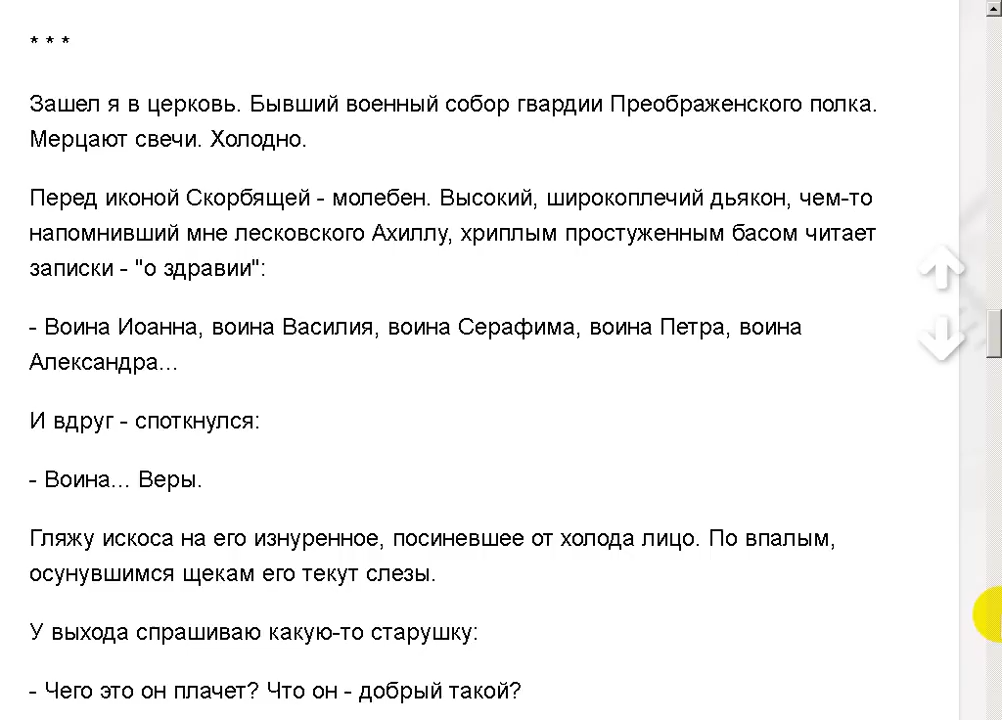 * * *
Зашел я в церковь. Бывший военный собор гвардии Преображенского полка.
Мерцают свечи. Холодно.
Перед иконой Скорбящей - молебен. Высокий, широкоплечий дьякон, чем-то
напомнивший мне лесковского Ахиллу, хриплым простуженным басом читает
записки - "о здравии":
- Воина Иоанна, воина Василия, воина Серафима, воина Петра, воина
Александра...
И вдруг - споткнулся:
- Воина... Веры.
Гляжу искоса на его изнуренное, посиневшее от холода лицо. По впалым,
осунувшимся щекам его текут слезы.
У выхода спрашиваю какую-то старушку:
- Чего это он плачет? Что он - добрый такой?